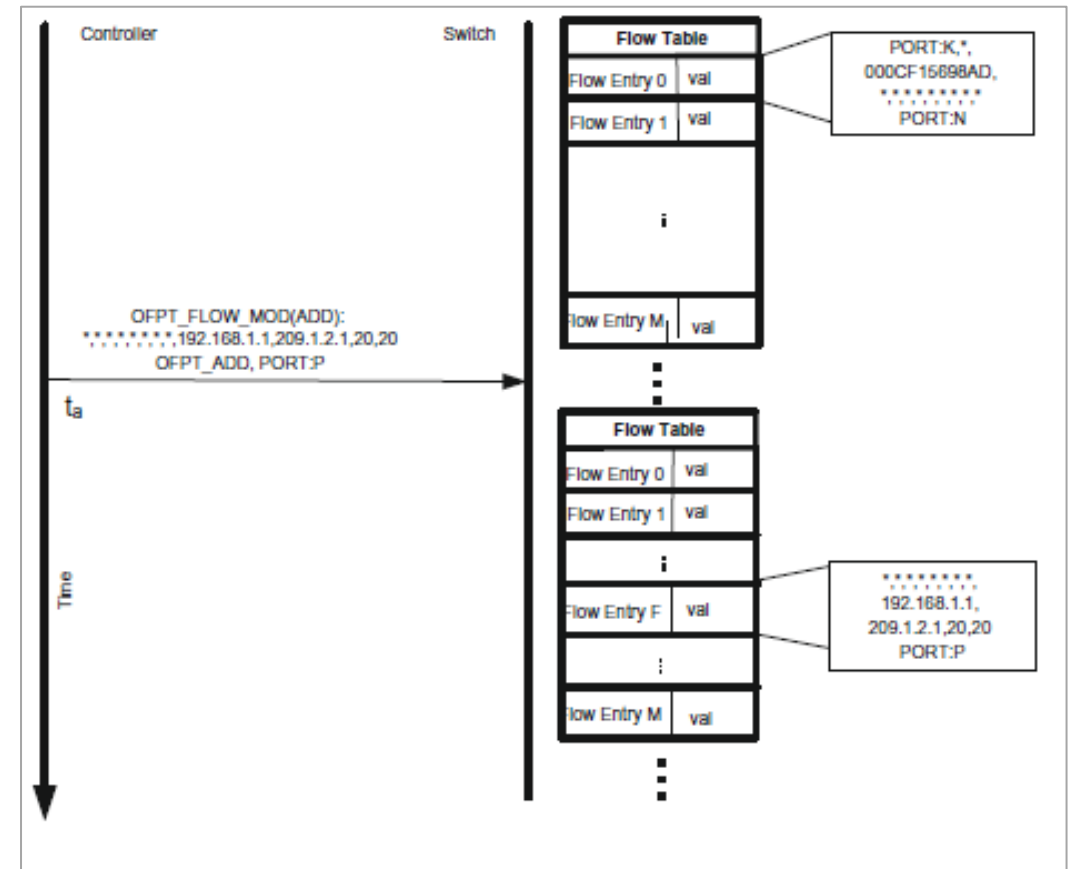 Controller
Switch
Flow Table
Flow Entry 0 val
Flow Entry 1 val
Flow Entry M val
PORT:K,*,
000CF15698AD,
*,*,*,*,*,*,*,*,*
PORT:N
OFPT_FLOW_MOD(ADD):
*,*,*,*,*,*,*,*,192.168.1.1,209.1.2.1,20,20
OFPT_ADD, PORT:P
ta
Time
Flow Table
Flow Entry 0 val
Flow Entry 1 val
Flow Entry F val
Flow Entry M val
*,*,*,*,*,*,*,*,
192.168.1.1,
209.1.2.1,20,20
PORT:P